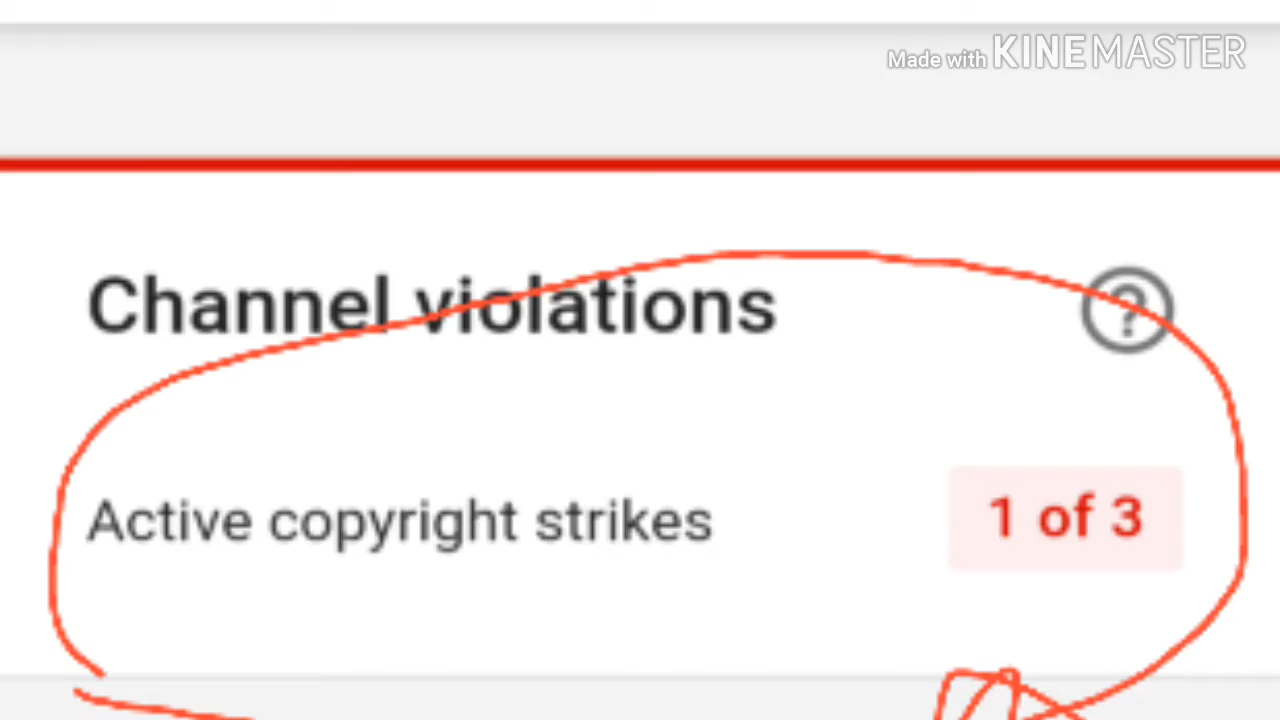 Made with KINEMASTER
Channel violations
Active copyright strikes 1 of 3